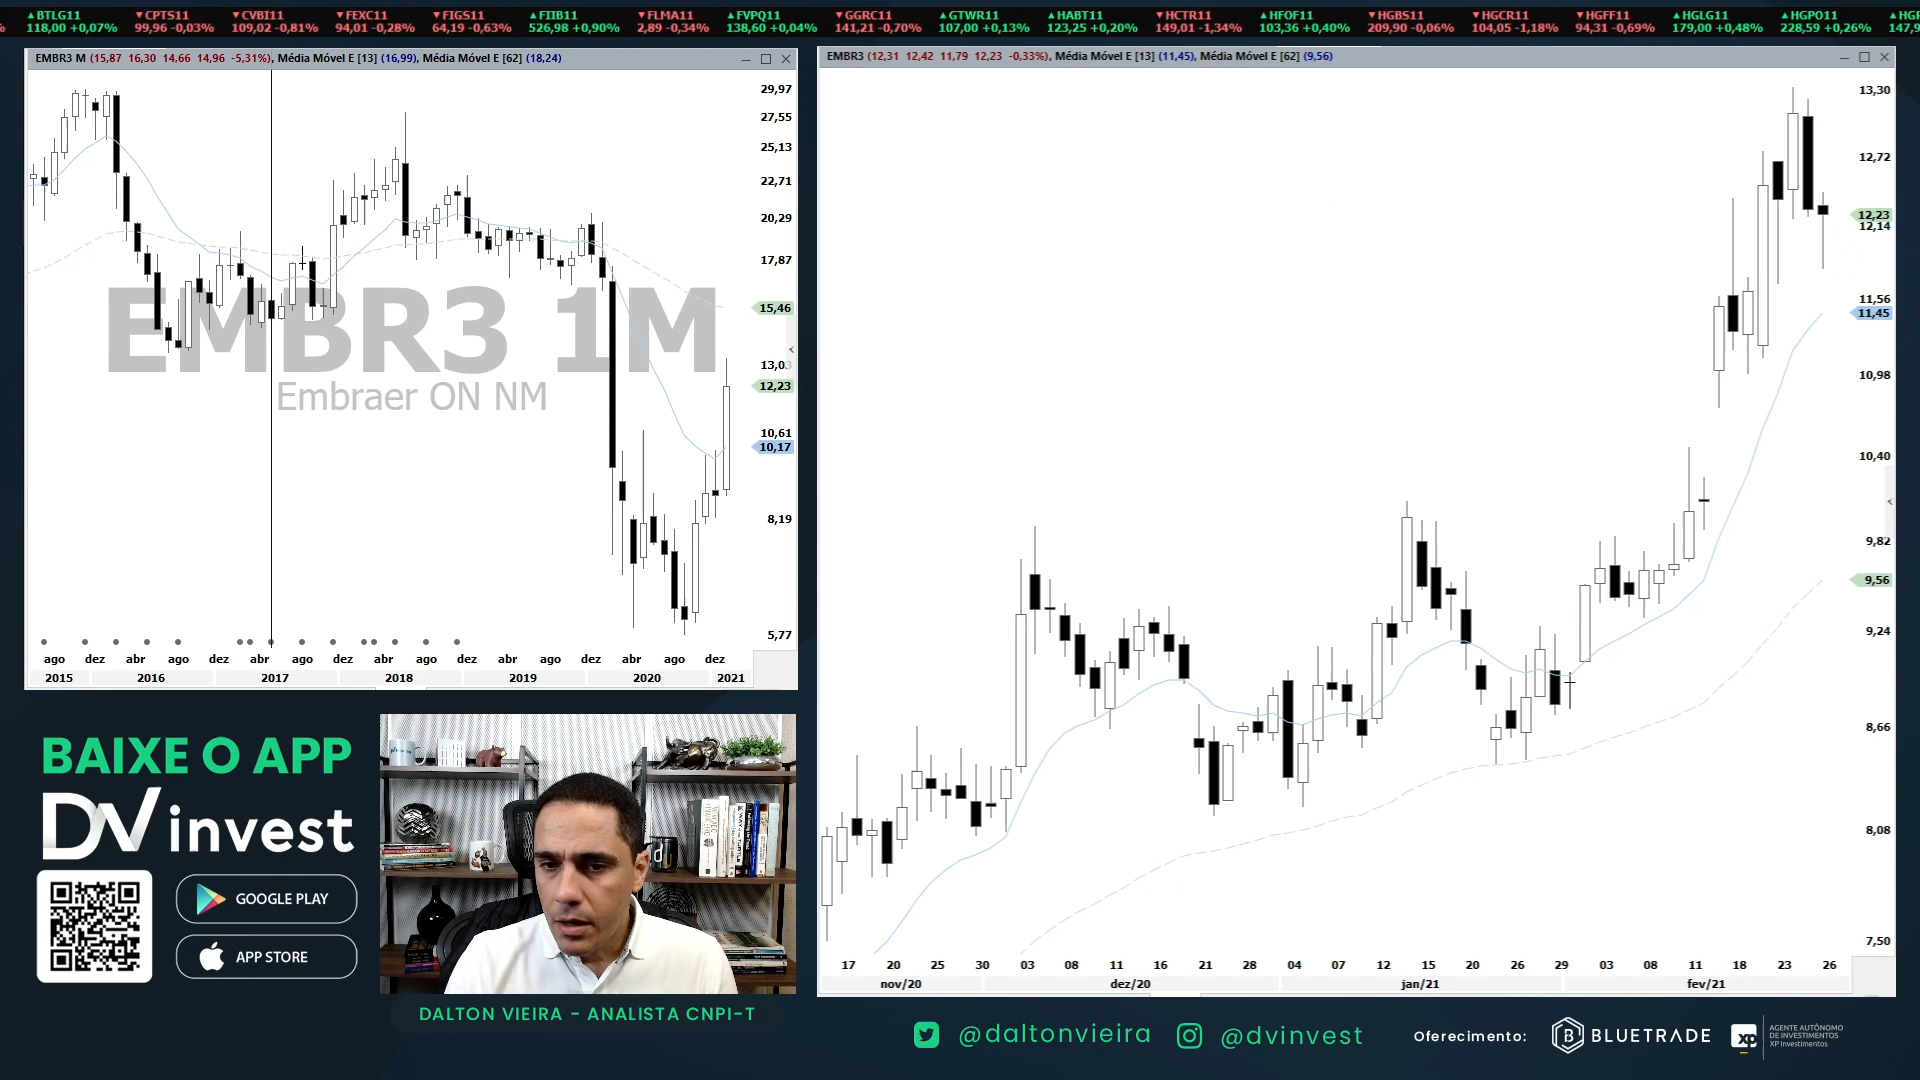 ▲BTLG11 ▼CPTS11 ▼CVBI11 ▼FEXC11 ▼FIGS11 ▲FIIB11 ▼FLMA11 ▲FVPQ11 ▼GGRC11 ▲GTWR11 ▲HABT11 ▼HCTR11 ▲HFOF11 ▼HGBS11 ▼HGCR11 ▼HGFF11 ▲HGLG11 ▲HGPO11
% 118,00 +0,07% 99,96 -0,03% 109,02 -0,81% 94,01 -0,28% 64,19 -0,63% 526,98 +0,90% 2,89 -0,34% 138,60 +0,04% 141,21 -0,70% 107,00 +0,13% 123,25 +0,20% 149,01 -1,34% 103,36 +0,40% 209,90 -0,06% 104,05 -1,18% 94,31 -0,69% 179,00 +0,48% 228,59 +0,26% 147,9
EMBR3 M (15,87 16,30 14,66 14,96 -5,31%), Média Móvel E [13] (16,99), Média Móvel E [62] (18,24)
29,97
27,55
25,13
22,71
20,29
17,87
15,46
13,03
12,23
10,61
10,17
8,19
5,77
EMBR3 1M
Embraer ON NM
ago dez abr ago dez abr ago dez abr ago dez abr ago dez abr ago dez
2015 2016 2017 2018 2019 2020 2021
EMBR3 (12,31 12,42 11,79 12,23 -0,33%), Média Móvel E [13] (11,45), Média Móvel E [62] (9,56)
13,30
12,72
12,23
12,14
11,56
11,45
10,98
10,40
9,82
9,56
9,24
8,66
8,08
7,50
17 20 25 30 03 08 11 16 21 28 04 07 12 15 20 26 29 03 08 11 18 23 26
nov/20 dez/20 jan/21 fev/21
BAIXE O APP
DV invest
GOOGLE PLAY
APP STORE
DALTON VIEIRA - ANALISTA CNPI-T
@daltonvieira @dvinvest
Oferecimento:
BLUETRADE
xp
AGENTE AUTÔNOMO
DE INVESTIMENTOS
XP Investimentos